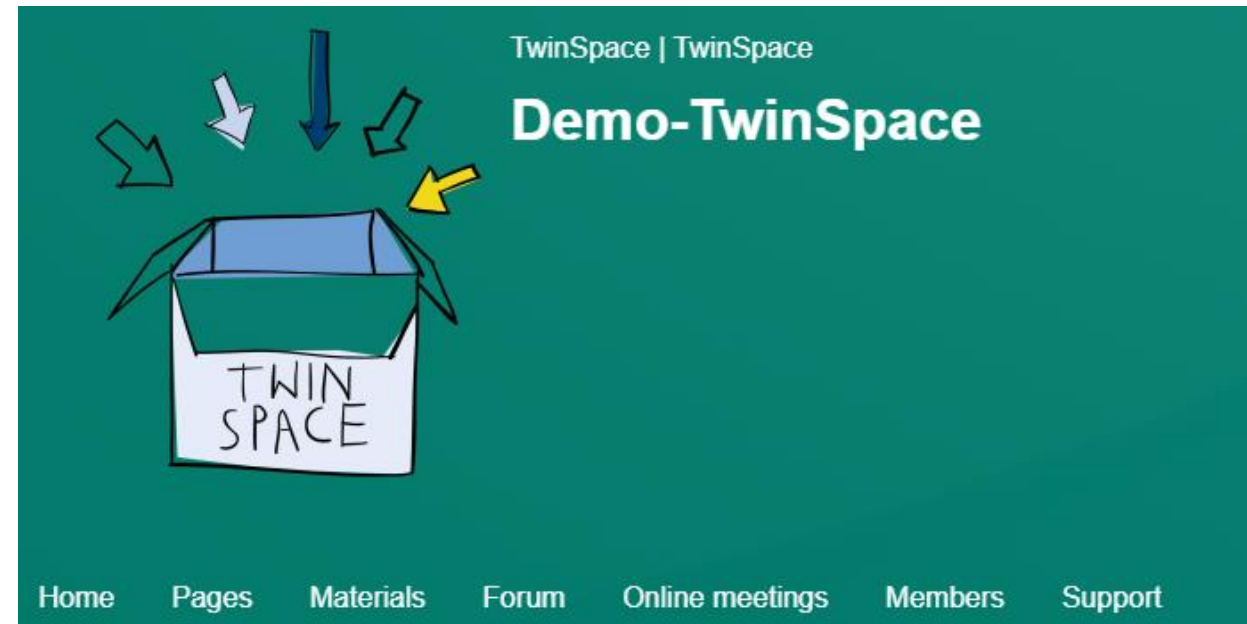 TwinSpace | TwinSpace
Demo-TwinSpace
TWIN
SPACE
Home Pages Materials Forum Online meetings Members Support